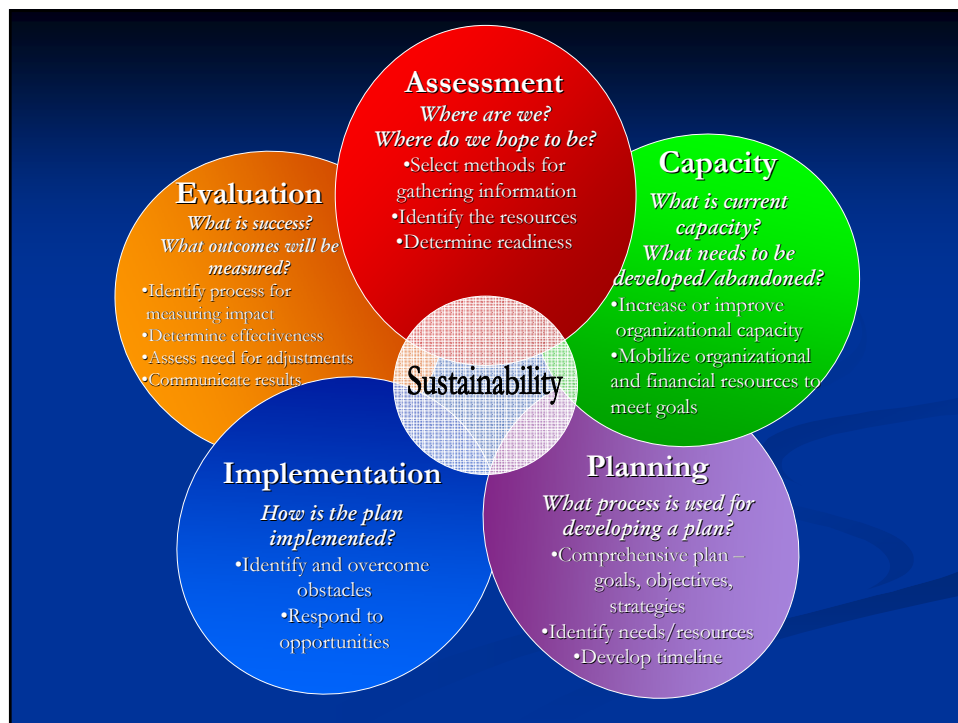 Assessment
Where are we?
Where do we hope to be?
•Select methods for
gathering information
•Identify the resources
•Determine readiness
Capacity
What is current
capacity?
What needs to be
developed/abandoned?
•Increase or improve
organizational capacity
•Mobilize organizational
and financial resources to
meet goals
Planning
What process is used for
developing a plan?
•Comprehensive plan –
goals, objectives,
strategies
•Identify needs/resources
•Develop timeline
Implementation
How is the plan
implemented?
•Identify and overcome
obstacles
•Respond to
opportunities
Evaluation
What is success?
What outcomes will be
measured?
•Identify process for
measuring impact
•Determine effectiveness
•Assess need for adjustments
•Communicate results
Sustainability